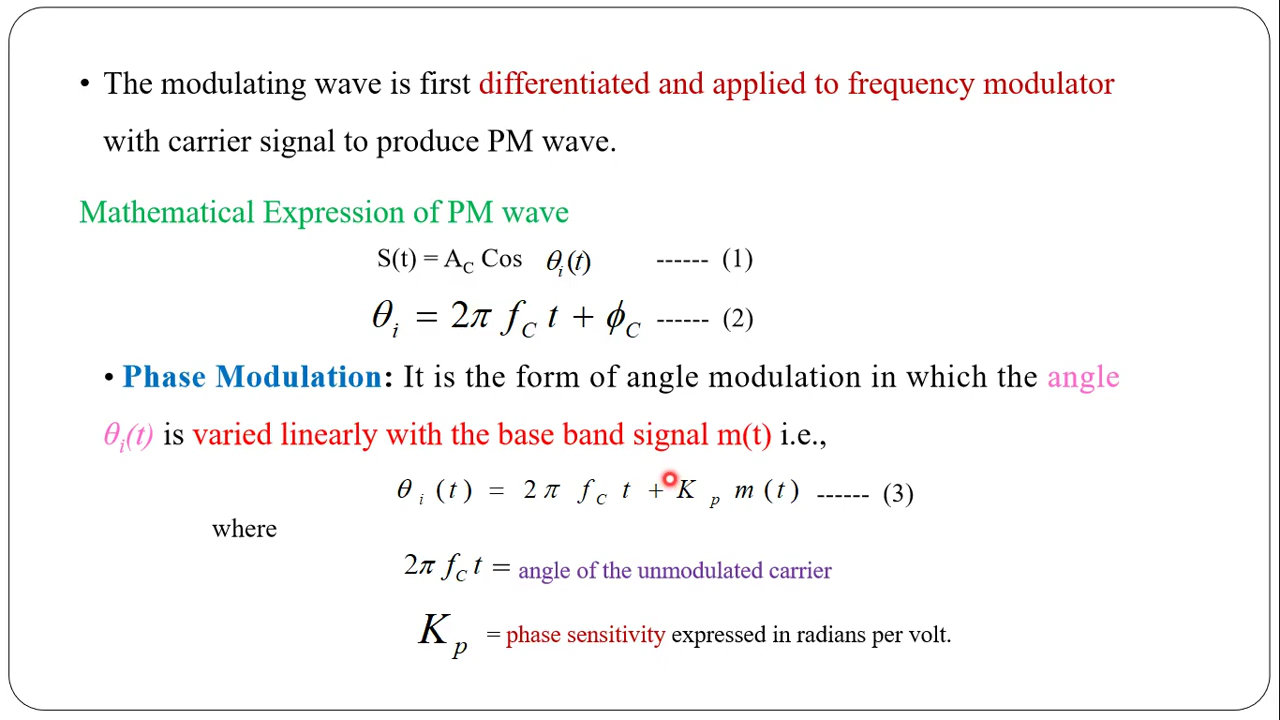 • The modulating wave is first differentiated and applied to frequency modulator
with carrier signal to produce PM wave.
Mathematical Expression of PM wave
S(t) = A_C Cos θ_i(t) ------ (1)
θ_i = 2π f_C t + ϕ_C ------ (2)
• Phase Modulation: It is the form of angle modulation in which the angle
θ_i(t) is varied linearly with the base band signal m(t) i.e.,
θ_i (t) = 2π f_C t + K_p m(t) ------ (3)
where
2π f_C t = angle of the unmodulated carrier
K_p = phase sensitivity expressed in radians per volt.